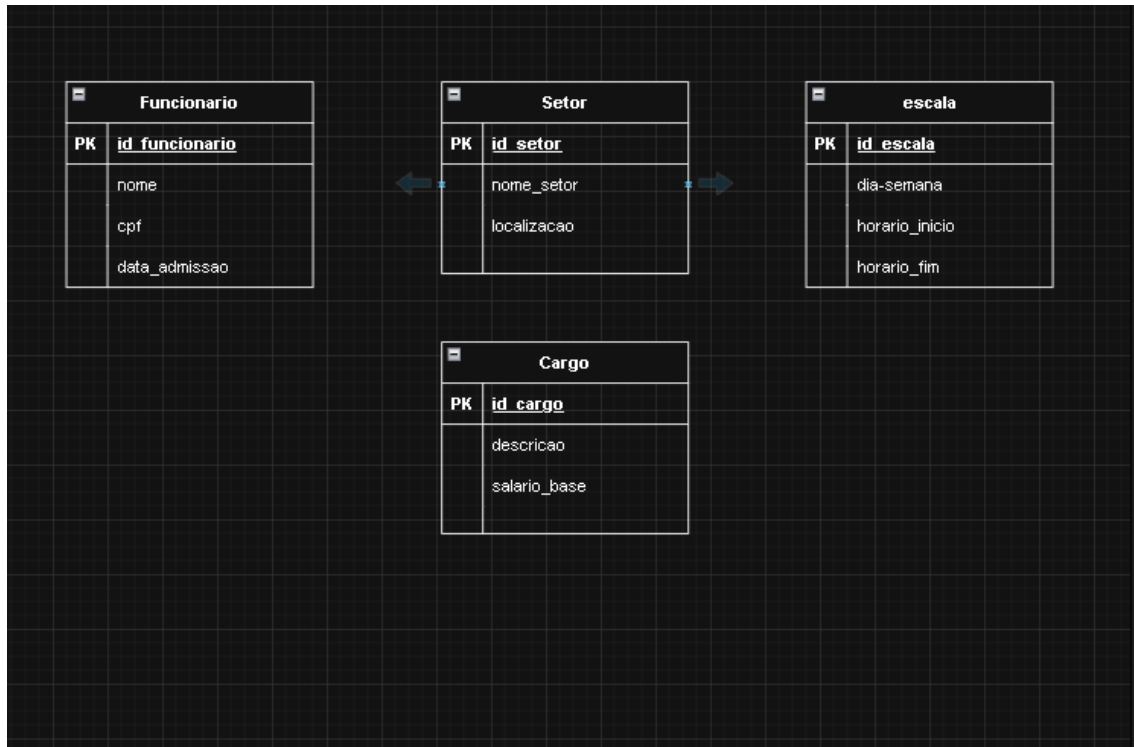 Funcionario
PK id_funcionario
nome
cpf
data_admissao
Setor
PK id_setor
nome_setor
localizacao
escala
PK id_escala
dia-semana
horario_inicio
horario_fim
Cargo
PK id_cargo
descricao
salario_base